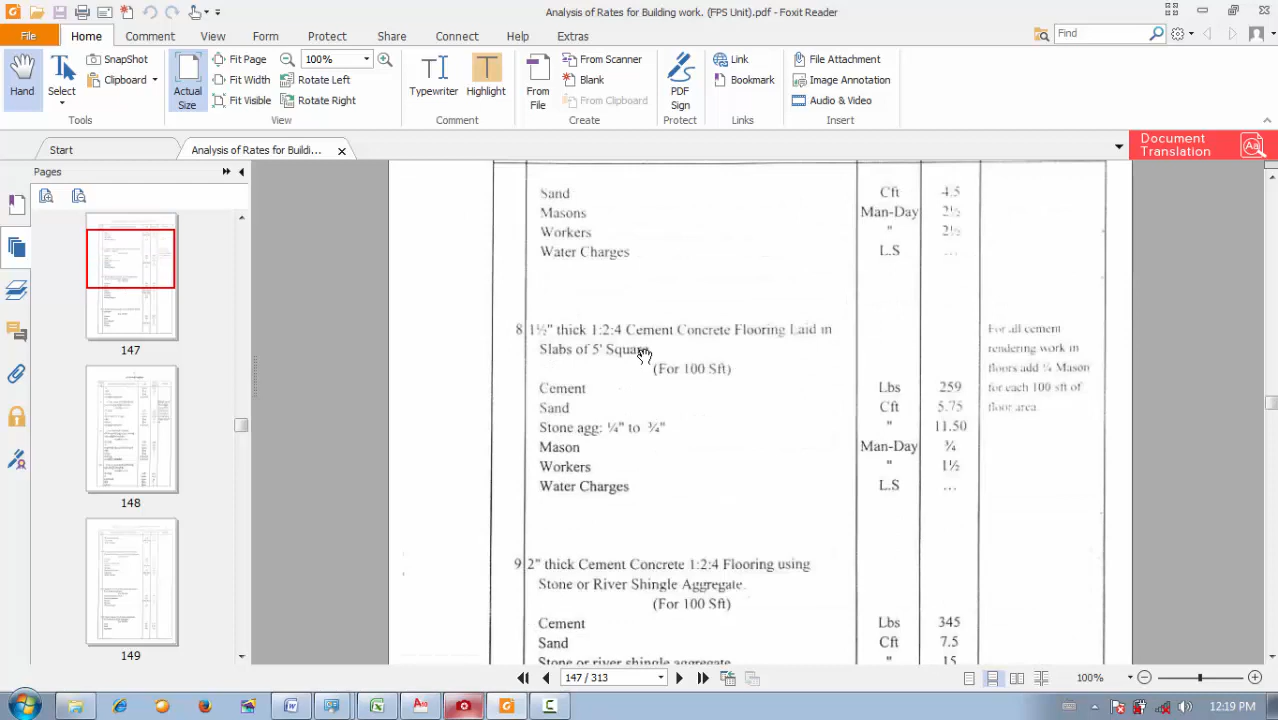 Analysis of Rates for Building work. (FPS Unit).pdf - Foxit Reader
File Home Comment View Form Protect Share Connect Help Extras Find
Hand
Select
SnapShot
Clipboard
Actual Size
Fit Page
Fit Width
Fit Visible
100%
Rotate Left
Rotate Right
Typewriter
Highlight
From File
From Scanner
Blank
From Clipboard
PDF Sign
Link
Bookmark
File Attachment
Image Annotation
Audio & Video
Tools View Comment Create Protect Links Insert
Start Analysis of Rates for Buildi...
Document
Translation
Pages
147
148
149
Sand Cft 4.5
Masons Man-Day 2½
Workers " 2½
Water Charges L.S ...
8 1½" thick 1:2:4 Cement Concrete Flooring Laid in
Slabs of 5' Square
(For 100 Sft)
Cement Lbs 259
Sand Cft 5.75
Stone agg: ¼" to ¾" " 11.50
Mason Man-Day ¾
Workers " 1½
Water Charges L.S ...
For all cement
rendering work in
floors add ¼ Mason
for each 100 sft of
floor area.
9 2" thick Cement Concrete 1:2:4 Flooring using
Stone or River Shingle Aggregate.
(For 100 Sft)
Cement Lbs 345
Sand Cft 7.5
Stone or river shingle aggregate " 15
147 / 313
100%
12:19 PM